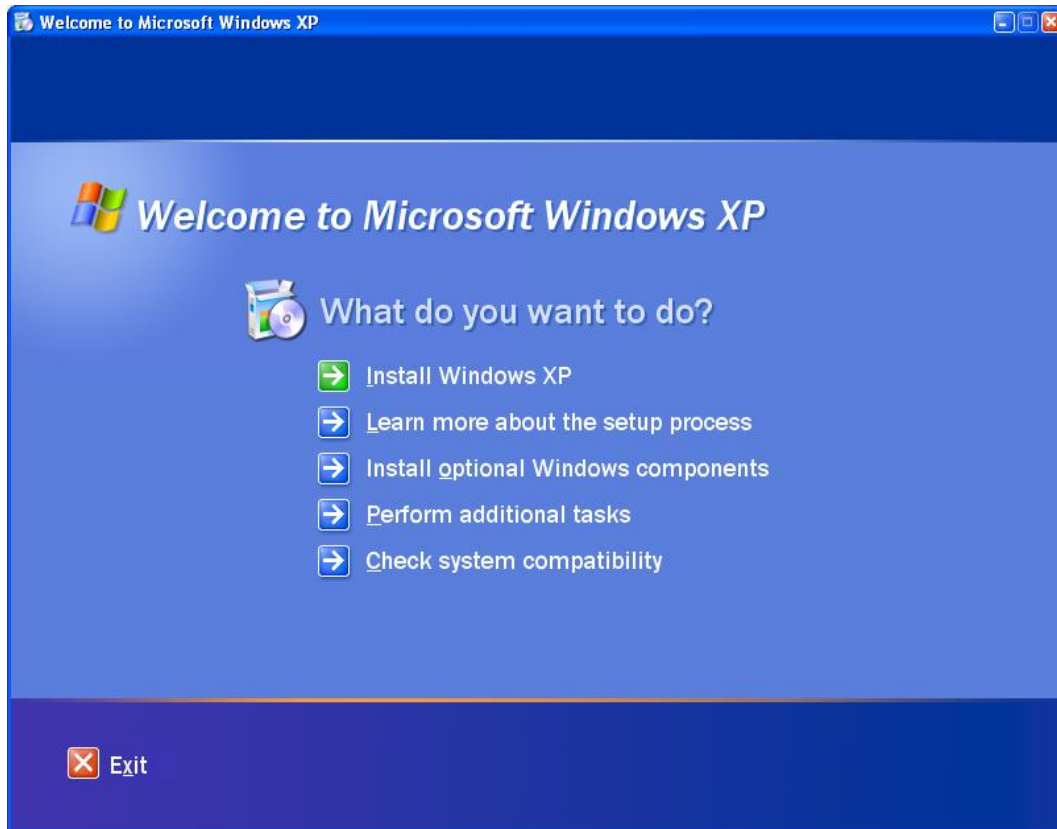 Welcome to Microsoft Windows XP
Welcome to Microsoft Windows XP
What do you want to do?
Install Windows XP
Learn more about the setup process
Install optional Windows components
Perform additional tasks
Check system compatibility
Exit